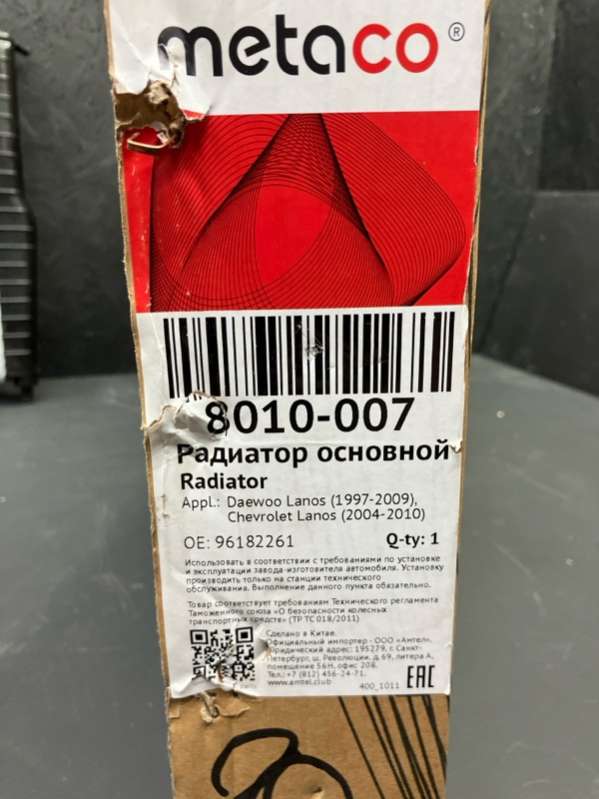 metaco®
8010-007
Радиатор основной
Radiator
Appl.: Daewoo Lanos (1997-2009),
Chevrolet Lanos (2004-2010)
OE: 96182261 Q-ty: 1
Использовать в соответствии с требованиями по установке
и эксплуатации завода-изготовителя автомобиля. Установку
производить только на станции технического
обслуживания. Выполнение данного пункта обязательно.
Товар соответствует требованиям Технического регламента
Таможенного союза «О безопасности колесных
транспортных средств» (ТР ТС 018/2011)
Сделано в Китае.
Официальный импортер - ООО «Амтел».
Юридический адрес: 195279, г. Санкт-
Петербург, ш. Революции, д. 69, литера А,
помещение 56Н, офис 208.
Тел.: +7 (812) 456-24-71.
www.amtel.club 400_1011 EAC